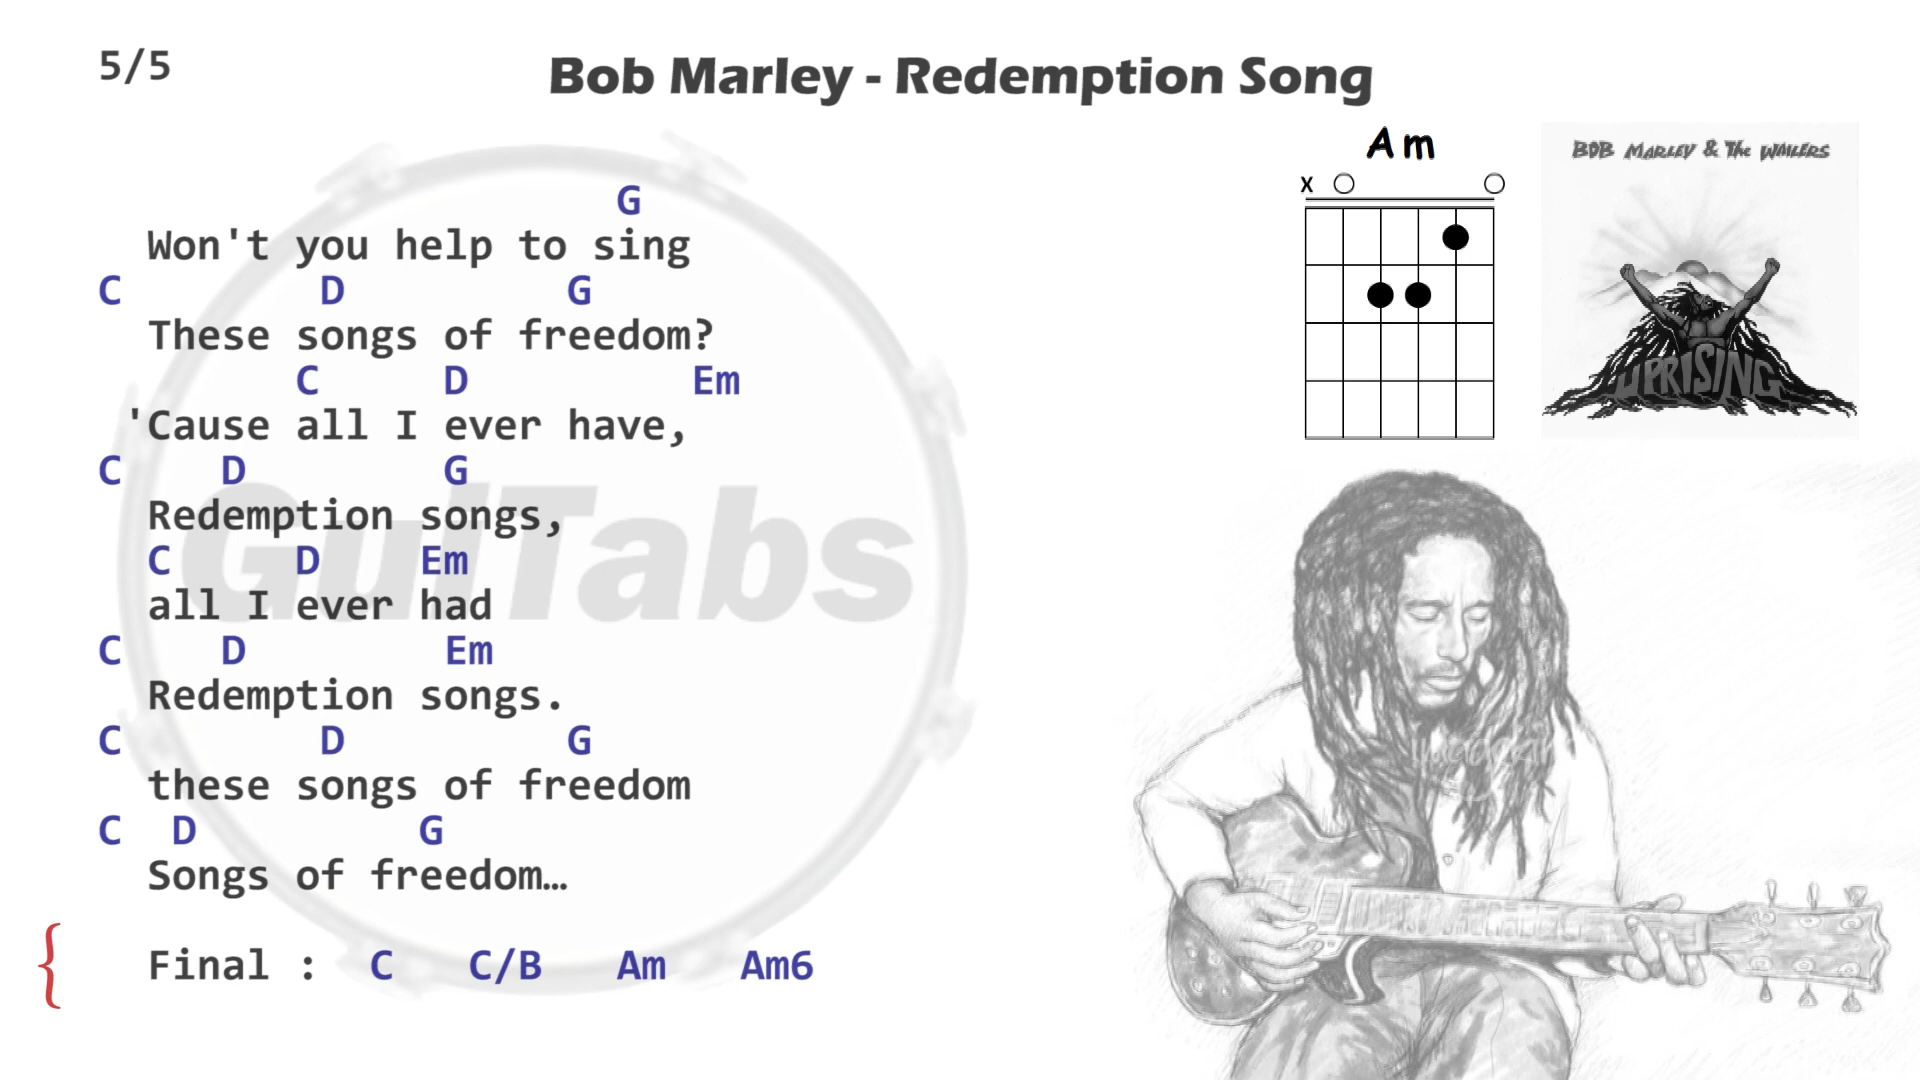 5/5
Bob Marley - Redemption Song
Am
x
BOB MARLEY & The WAILERS
UPRISING
G
Won't you help to sing
C D G
These songs of freedom?
C D Em
'Cause all I ever have,
C D G
Redemption songs,
C D Em
all I ever had
C D Em
Redemption songs.
C D G
these songs of freedom
C D G
Songs of freedom…
{ Final : C C/B Am Am6
GuiTabs